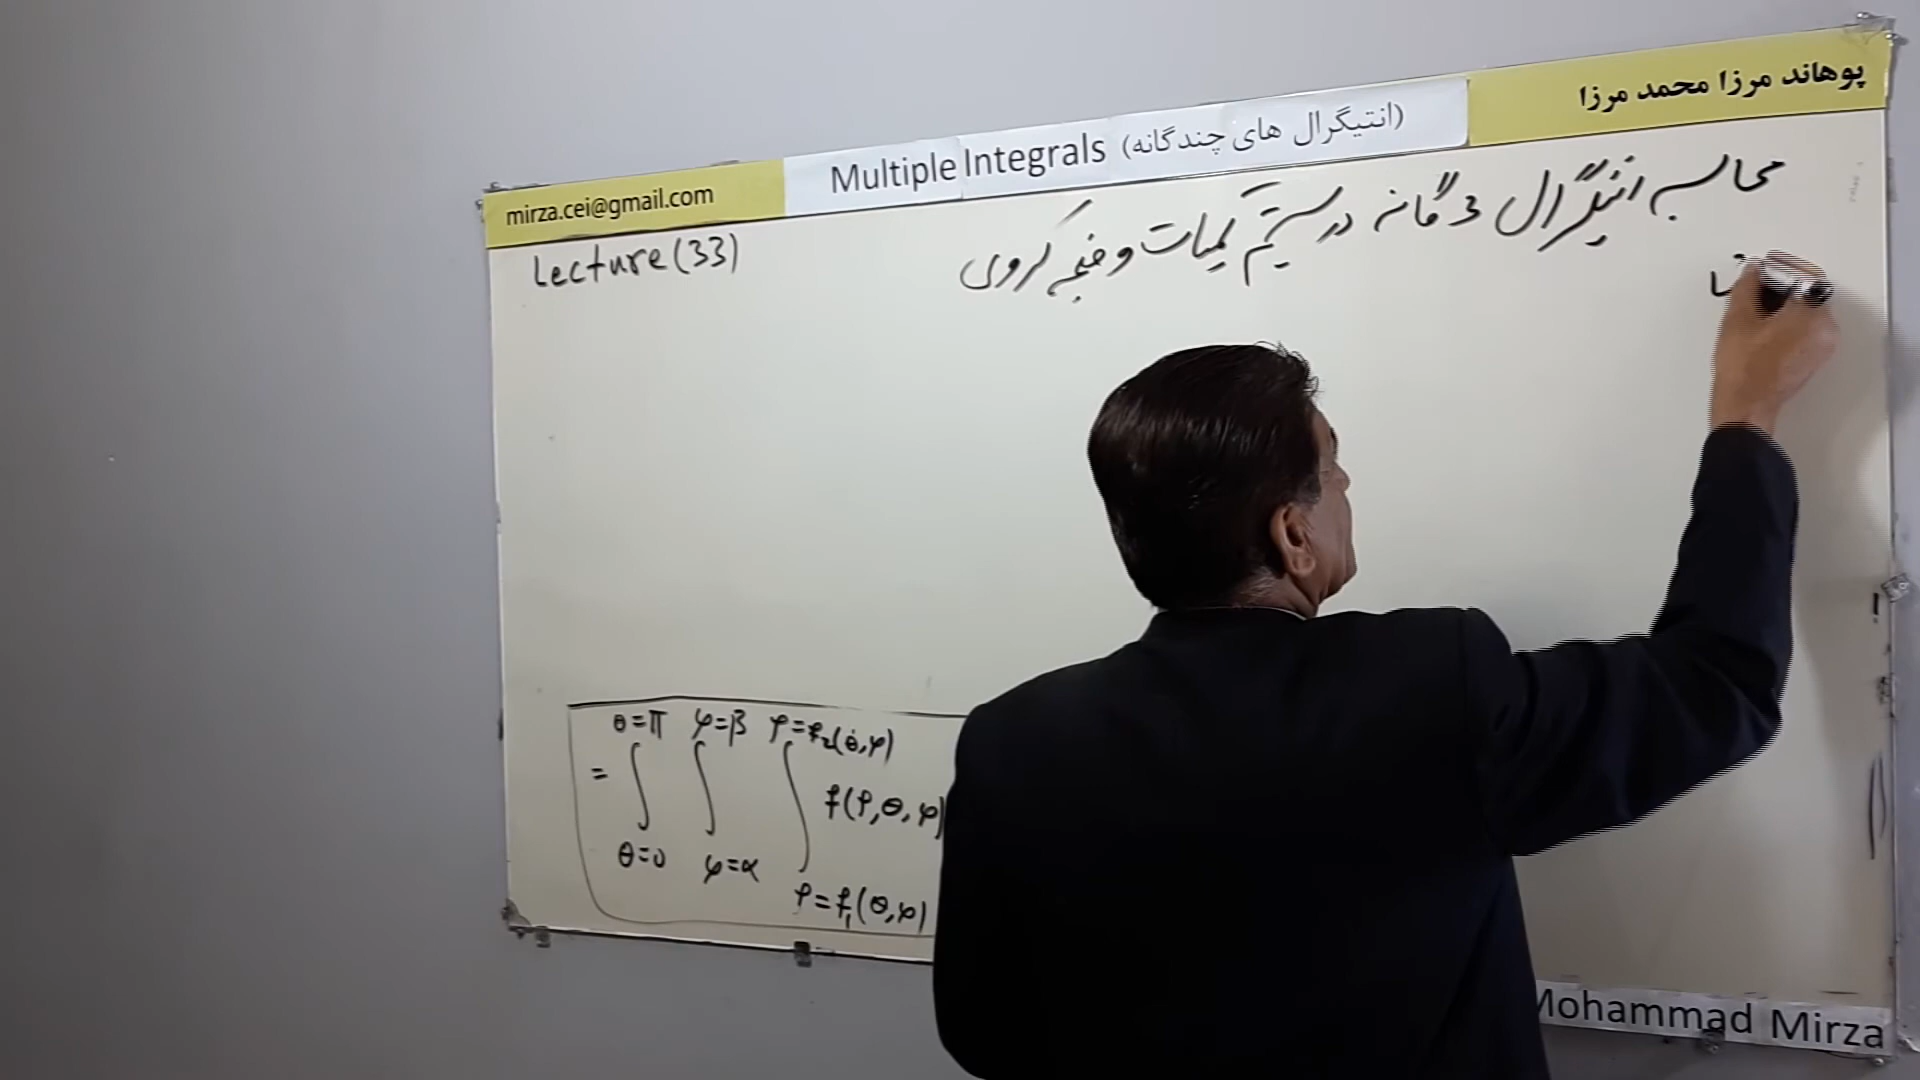 پوهاند مرزا محمد مرزا
Multiple Integrals (انتیگرال های چندگانه)
mirza.cei@gmail.com
محاسبه انتیگرال 3 گانه در سیستم کمیات وضعیه کروی
Lecture (33)
θ=π φ=β ρ=f₂(θ,φ)
= ∫ ∫ ∫ f(ρ,θ,φ)
θ=0 φ=α ρ=f₁(θ,φ)
Mohammad Mirza